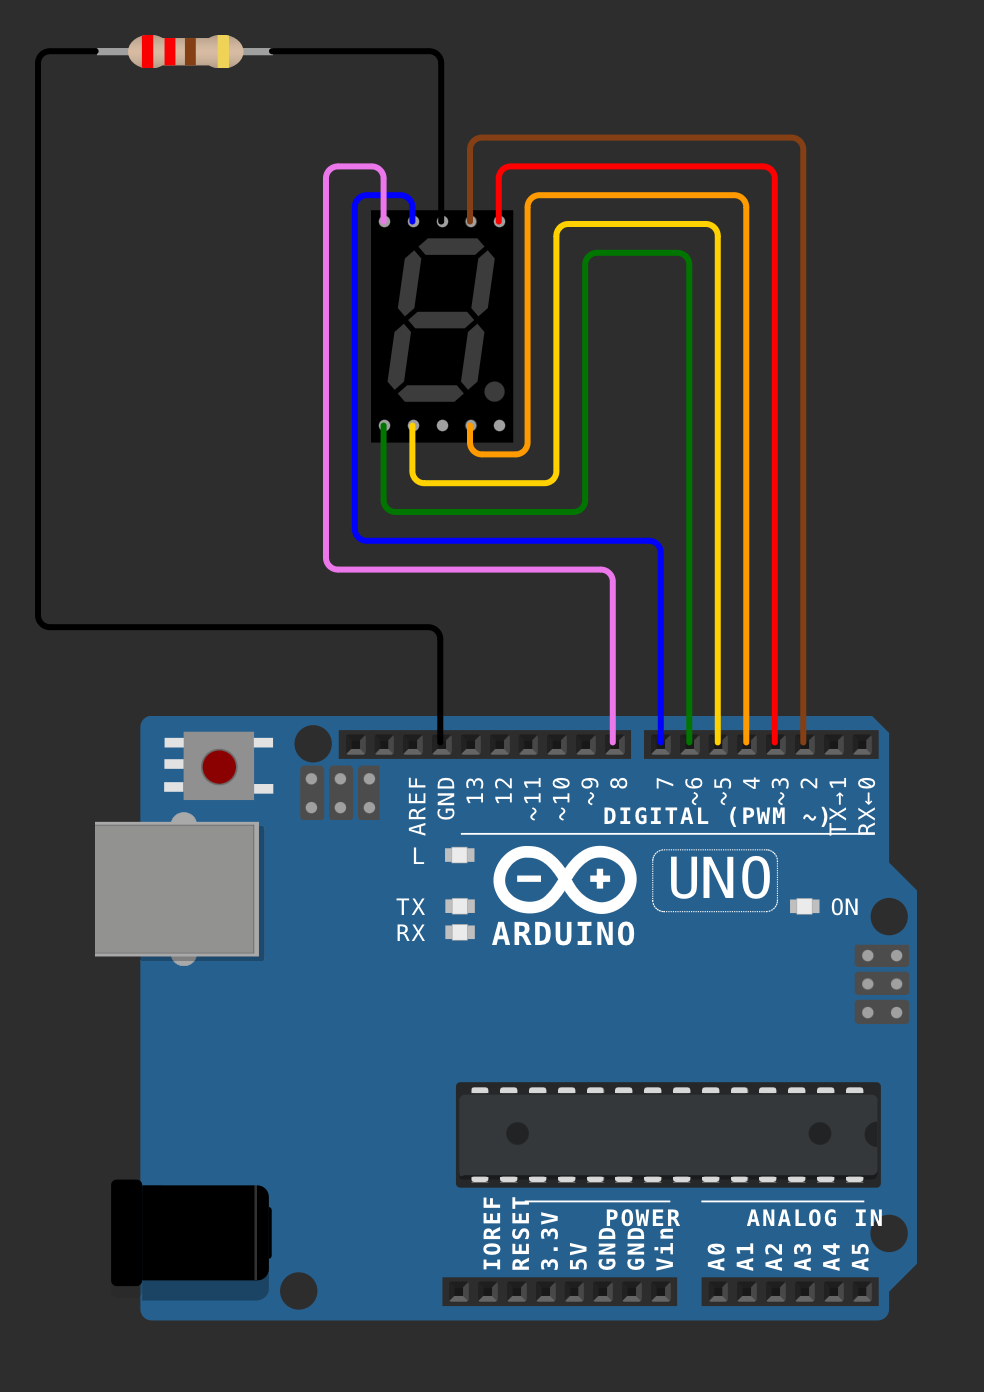 AREF
GND
13
12
~11
~10
~9
8
7
~6
~5
4
~3
2
TX→1
RX←0
DIGITAL (PWM ~)
L
TX
RX
ARDUINO
UNO
ON
IOREF
RESET
3.3V
5V
GND
GND
Vin
POWER
A0
A1
A2
A3
A4
A5
ANALOG IN